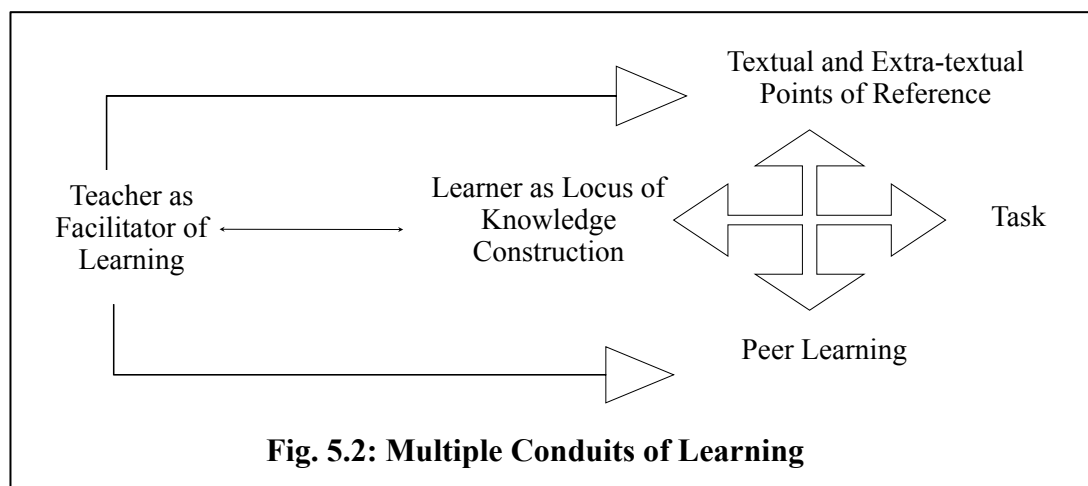 Textual and Extra-textual
Points of Reference
Teacher as
Facilitator of
Learning
Learner as Locus of
Knowledge
Construction
Task
Peer Learning
Fig. 5.2: Multiple Conduits of Learning